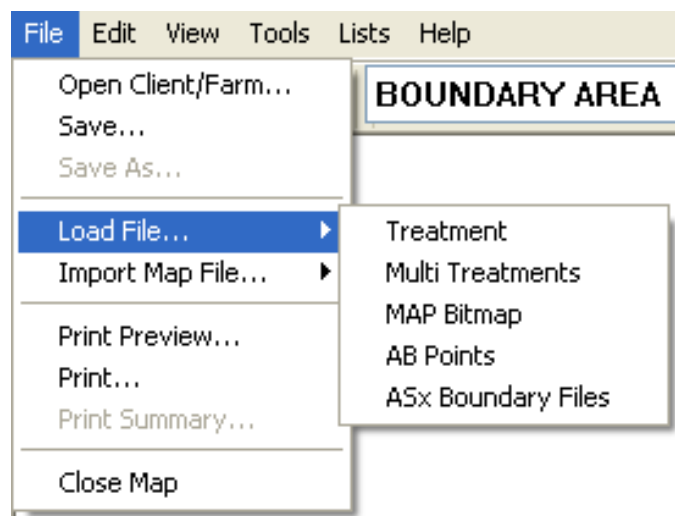 File Edit View Tools Lists Help
BOUNDARY AREA
Open Client/Farm...
Save...
Save As...
Load File...
Import Map File...
Print Preview...
Print...
Print Summary...
Close Map
Treatment
Multi Treatments
MAP Bitmap
AB Points
ASx Boundary Files